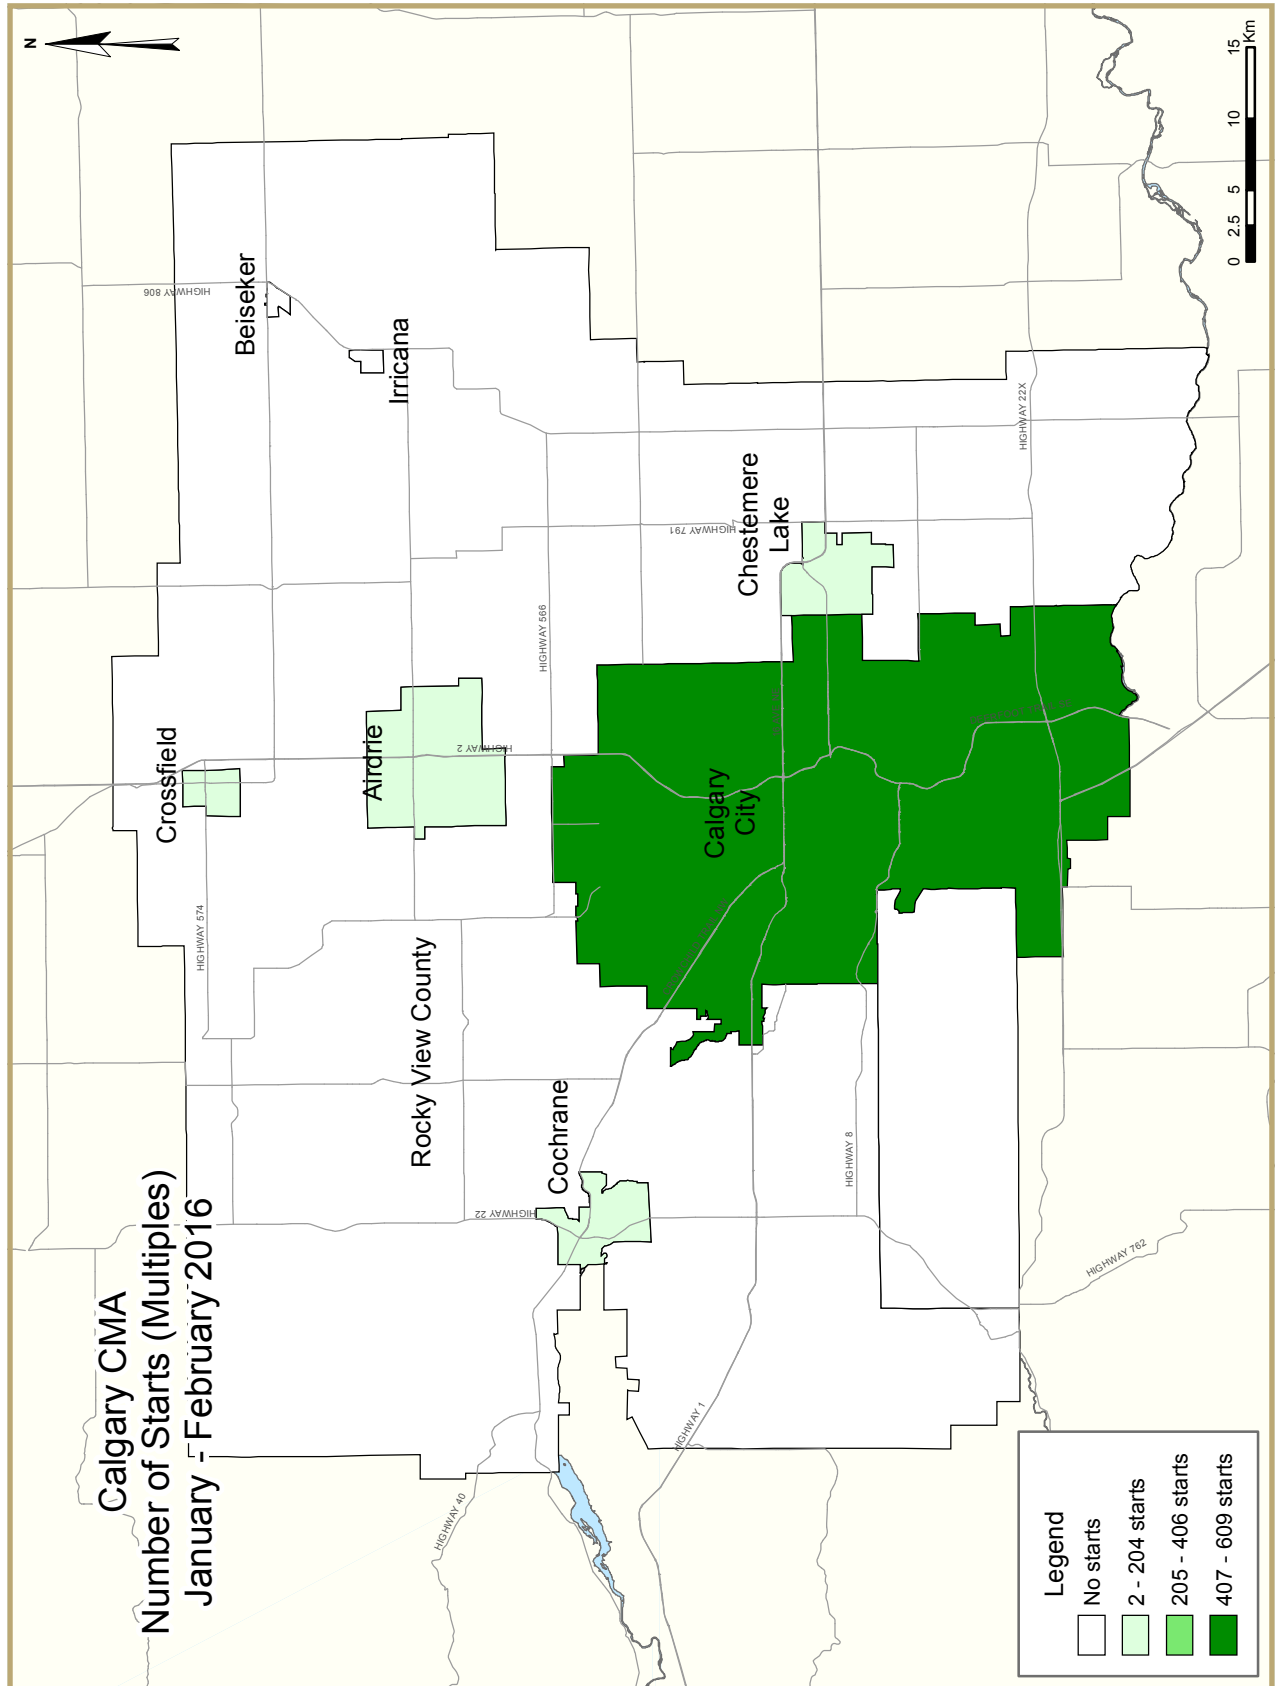 Calgary CMA
Number of Starts (Multiples)
January - February 2016
N
HIGHWAY 806
Beiseker
Irricana
Crossfield
HIGHWAY 574
Airdrie
HIGHWAY 2
HIGHWAY 566
HIGHWAY 791
Chestemere
Lake
HIGHWAY 22X
Rocky View County
Calgary
City
Cochrane
HIGHWAY 22
HIGHWAY 8
HIGHWAY 1
HIGHWAY 40
HIGHWAY 762
Legend
No starts
2 - 204 starts
205 - 406 starts
407 - 609 starts
0 2.5 5 10 15
Km